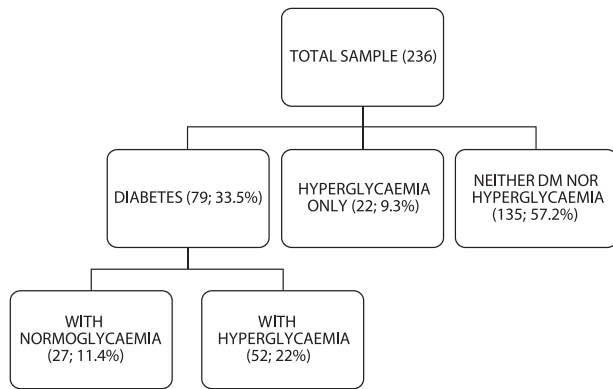 TOTAL SAMPLE (236)
DIABETES (79; 33.5%)
HYPERGLYCAEMIA
ONLY (22; 9.3%)
NEITHER DM NOR
HYPERGLYCAEMIA
(135; 57.2%)
WITH
NORMOGLYCAEMIA
(27; 11.4%)
WITH
HYPERGLYCAEMIA
(52; 22%)